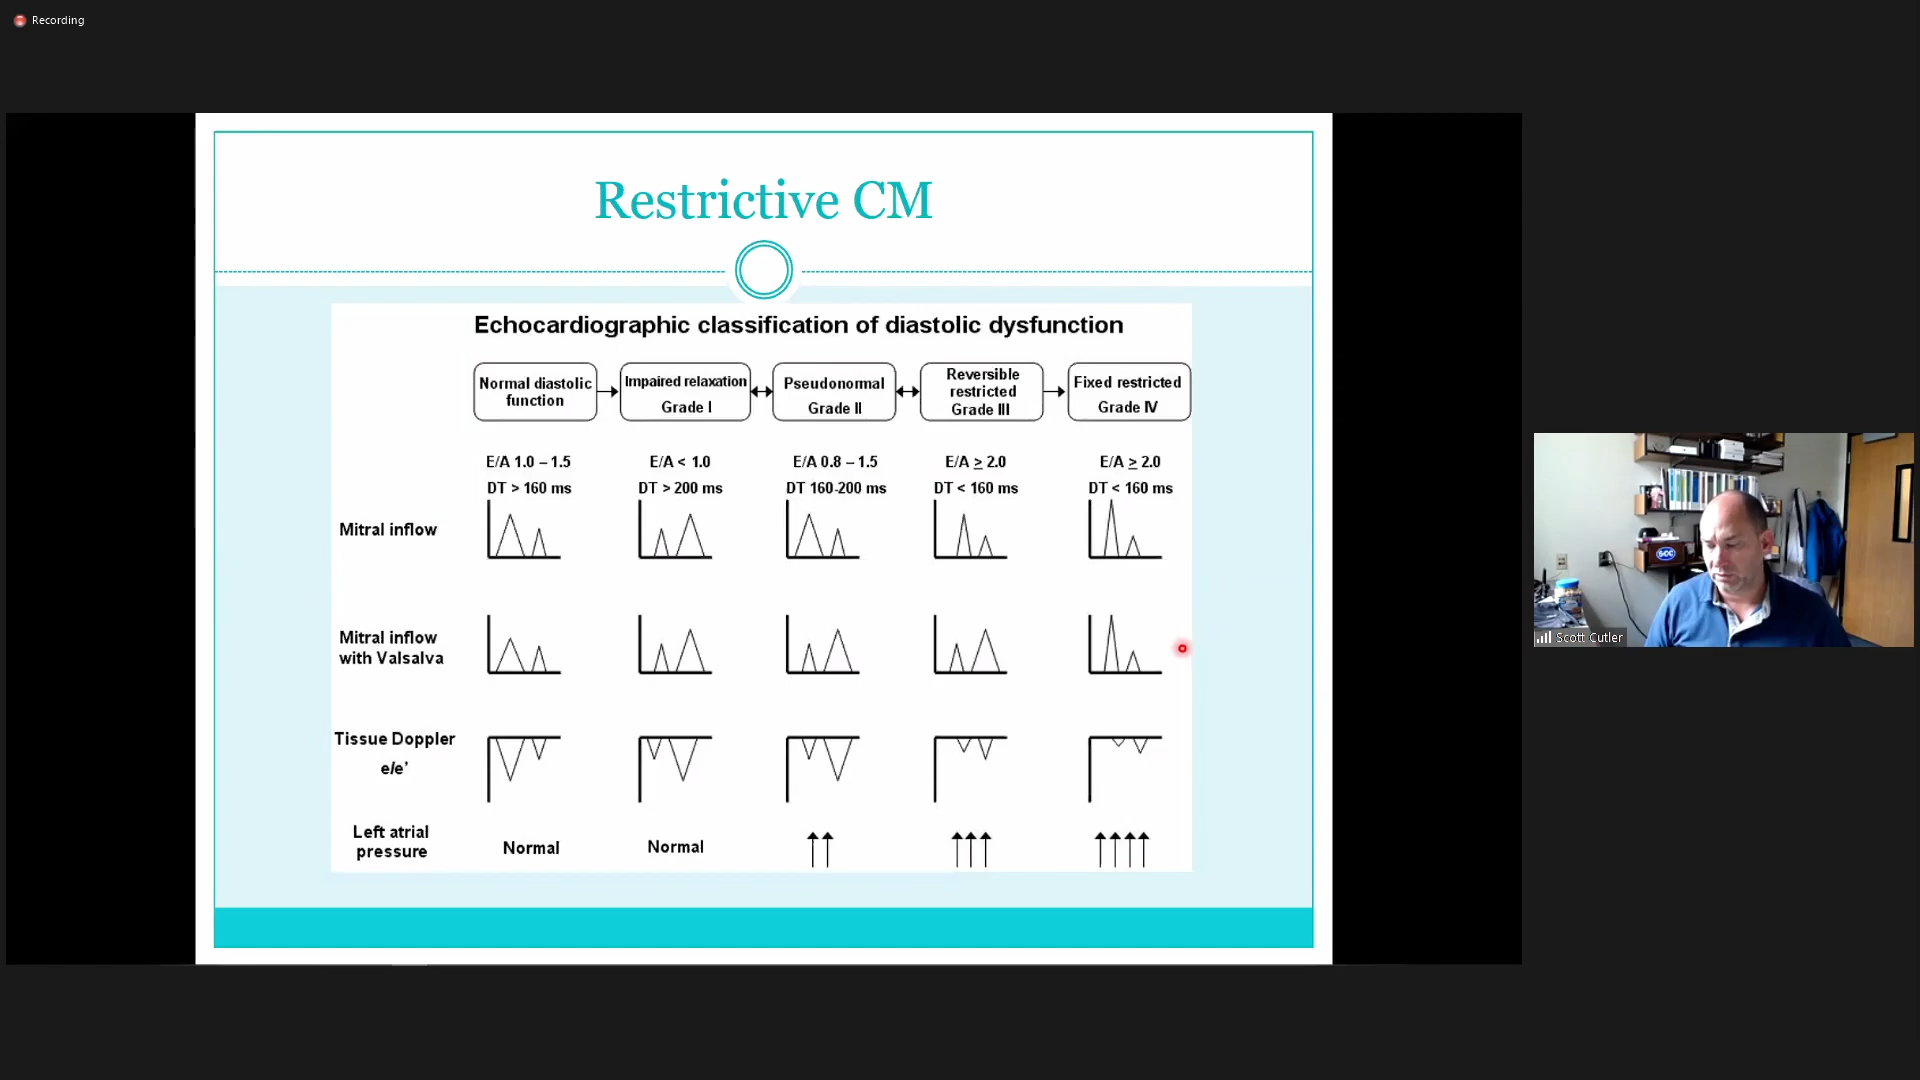 Recording
Restrictive CM
Echocardiographic classification of diastolic dysfunction
Normal diastolic
function
Impaired relaxation
Grade I
Pseudonormal
Grade II
Reversible
restricted
Grade III
Fixed restricted
Grade IV
E/A 1.0 – 1.5
E/A < 1.0
E/A 0.8 – 1.5
E/A ≥ 2.0
E/A ≥ 2.0
DT > 160 ms
DT > 200 ms
DT 160-200 ms
DT < 160 ms
DT < 160 ms
Mitral inflow
Mitral inflow
with Valsalva
Tissue Doppler
e/e’
Left atrial
pressure
Normal
Normal
SCC
Scott Cutler